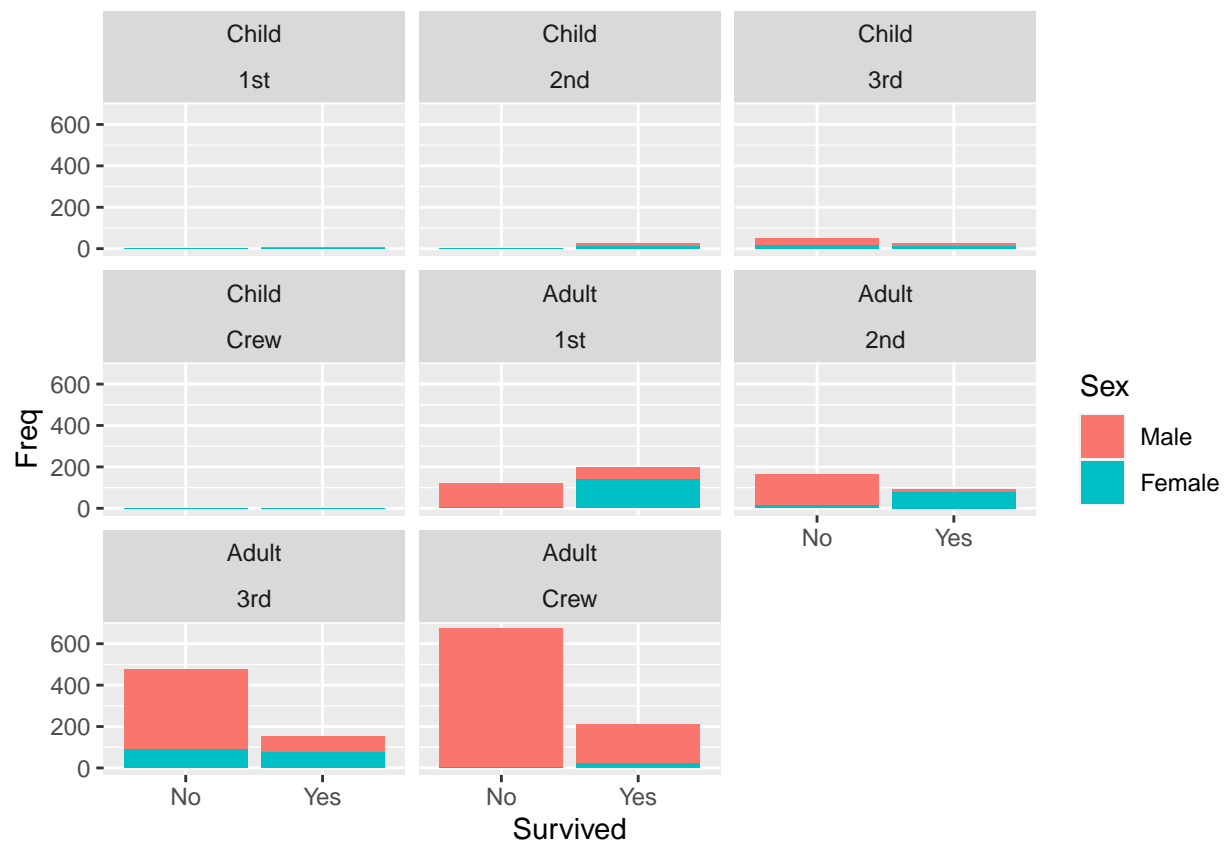 Child
1st
Child
2nd
Child
3rd
600
400
200
0
Child
Crew
Adult
1st
Adult
2nd
600
400
200
0
No
Yes
Adult
3rd
Adult
Crew
600
400
200
0
No
Yes
No
Yes
Freq
Survived
Sex
Male
Female